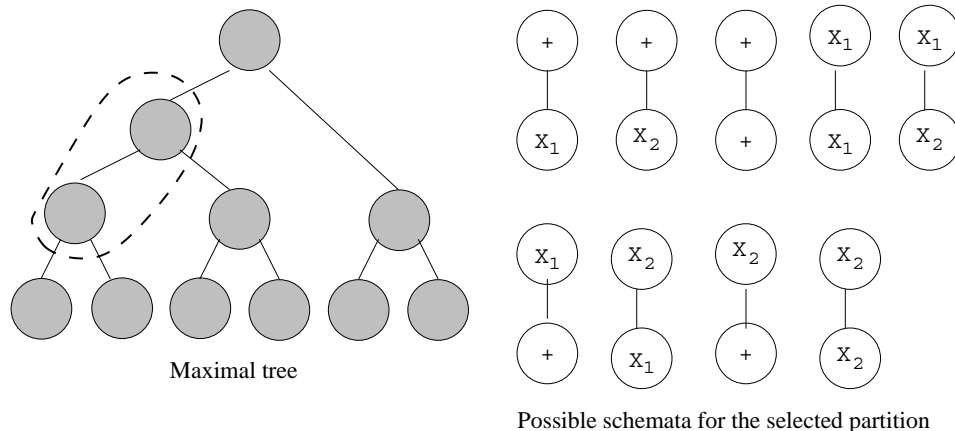 + + + X1 X1
X1 X2 + X1 X2
X1 X2 X2 X2
+ X1 + X2
Maximal tree
Possible schemata for the selected partition